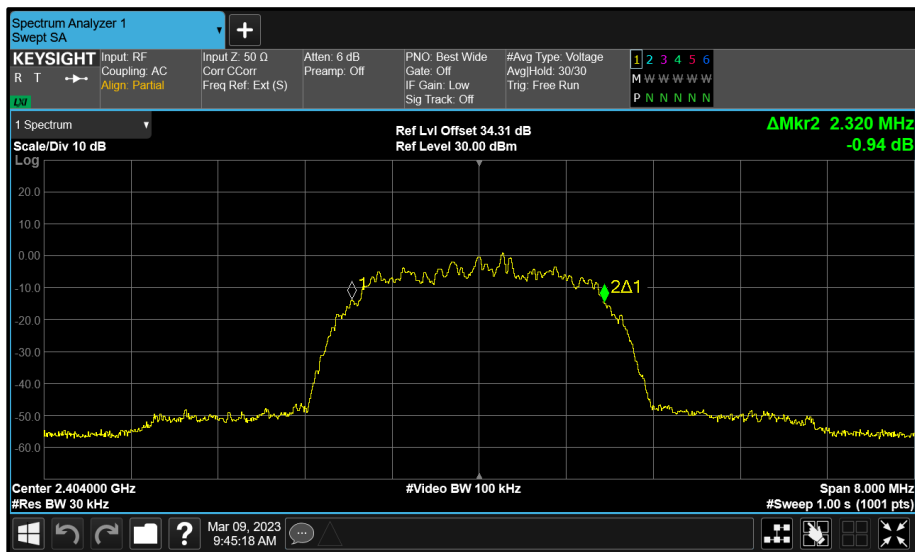 Spectrum Analyzer 1
Swept SA
+
KEYSIGHT
R T
LXI
Input: RF
Coupling: AC
Align: Partial
Input Z: 50 Ω
Corr CCorr
Freq Ref: Ext (S)
Atten: 6 dB
Preamp: Off
PNO: Best Wide
Gate: Off
IF Gain: Low
Sig Track: Off
#Avg Type: Voltage
Avg|Hold: 30/30
Trig: Free Run
1 2 3 4 5 6
M W W W W W
P N N N N N
1 Spectrum
Scale/Div 10 dB
Ref Lvl Offset 34.31 dB
Ref Level 30.00 dBm
ΔMkr2 2.320 MHz
-0.94 dB
Log
20.0
10.0
0.00
-10.0
-20.0
-30.0
-40.0
-50.0
-60.0
1
2Δ1
Center 2.404000 GHz
#Res BW 30 kHz
#Video BW 100 kHz
Span 8.000 MHz
#Sweep 1.00 s (1001 pts)
?
Mar 09, 2023
9:45:18 AM